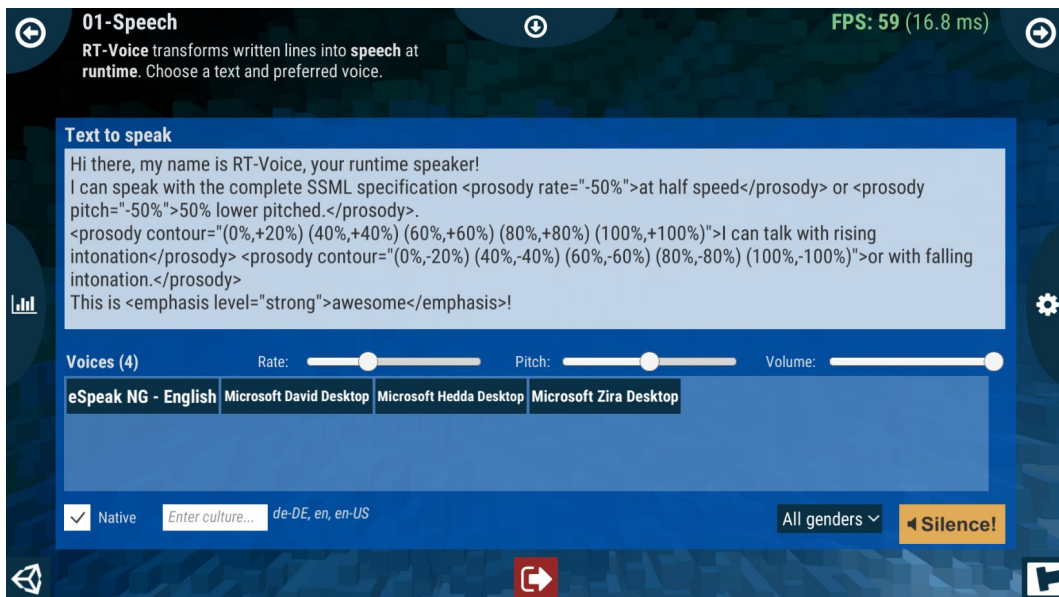 01-Speech
FPS: 59 (16.8 ms)
RT-Voice transforms written lines into speech at
runtime. Choose a text and preferred voice.
Text to speak
Hi there, my name is RT-Voice, your runtime speaker!
I can speak with the complete SSML specification <prosody rate="-50%">at half speed</prosody> or <prosody
pitch="-50%">50% lower pitched.</prosody>.
<prosody contour="(0%,+20%) (40%,+40%) (60%,+60%) (80%,+80%) (100%,+100%)">I can talk with rising
intonation</prosody> <prosody contour="(0%,-20%) (40%,-40%) (60%,-60%) (80%,-80%) (100%,-100%)">or with falling
intonation.</prosody>
This is <emphasis level="strong">awesome</emphasis>!
Voices (4) Rate: Pitch: Volume:
eSpeak NG - English Microsoft David Desktop Microsoft Hedda Desktop Microsoft Zira Desktop
Native Enter culture... de-DE, en, en-US All genders Silence!